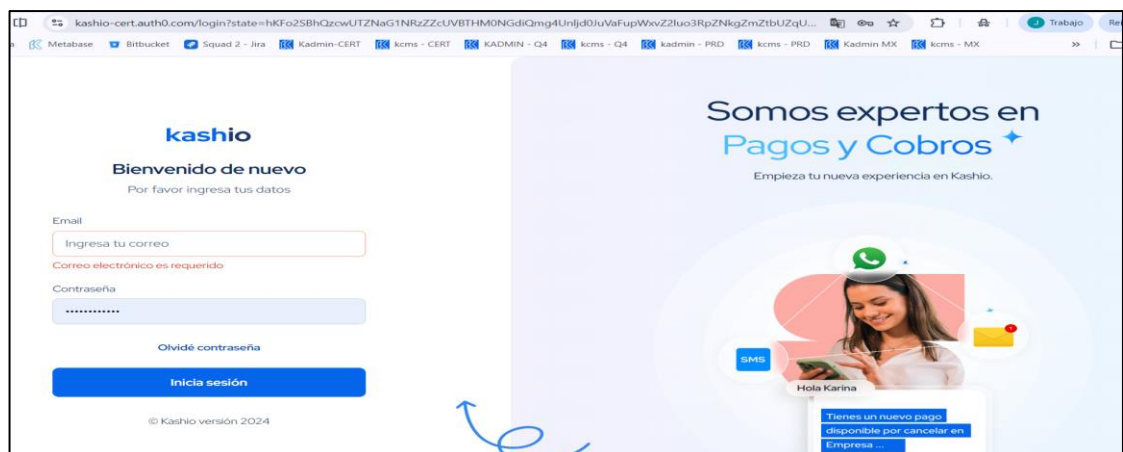 kashio-cert.auth0.com/login?state=hKFo2SBhQzcwUTZNaG1NRzZZcUVBTHM0NGdiQmg4Unljd0JuVaFupWxvZ2luo3RpZNkgZmZtbUZqU...
Trabajo
Metabase Bitbucket Squad 2 - Jira Kadmin-CERT kcms - CERT KADMIN - Q4 kcms - Q4 kadmin - PRD kcms - PRD Kadmin MX kcms - MX
kashio
Bienvenido de nuevo
Por favor ingresa tus datos
Email
Ingresa tu correo
Correo electrónico es requerido
Contraseña
Olvidé contraseña
Inicia sesión
© Kashio versión 2024
Somos expertos en
Pagos y Cobros
Empieza tu nueva experiencia en Kashio.
SMS
1
Hola Karina
Tienes un nuevo pago
disponible por cancelar en
Empresa ...